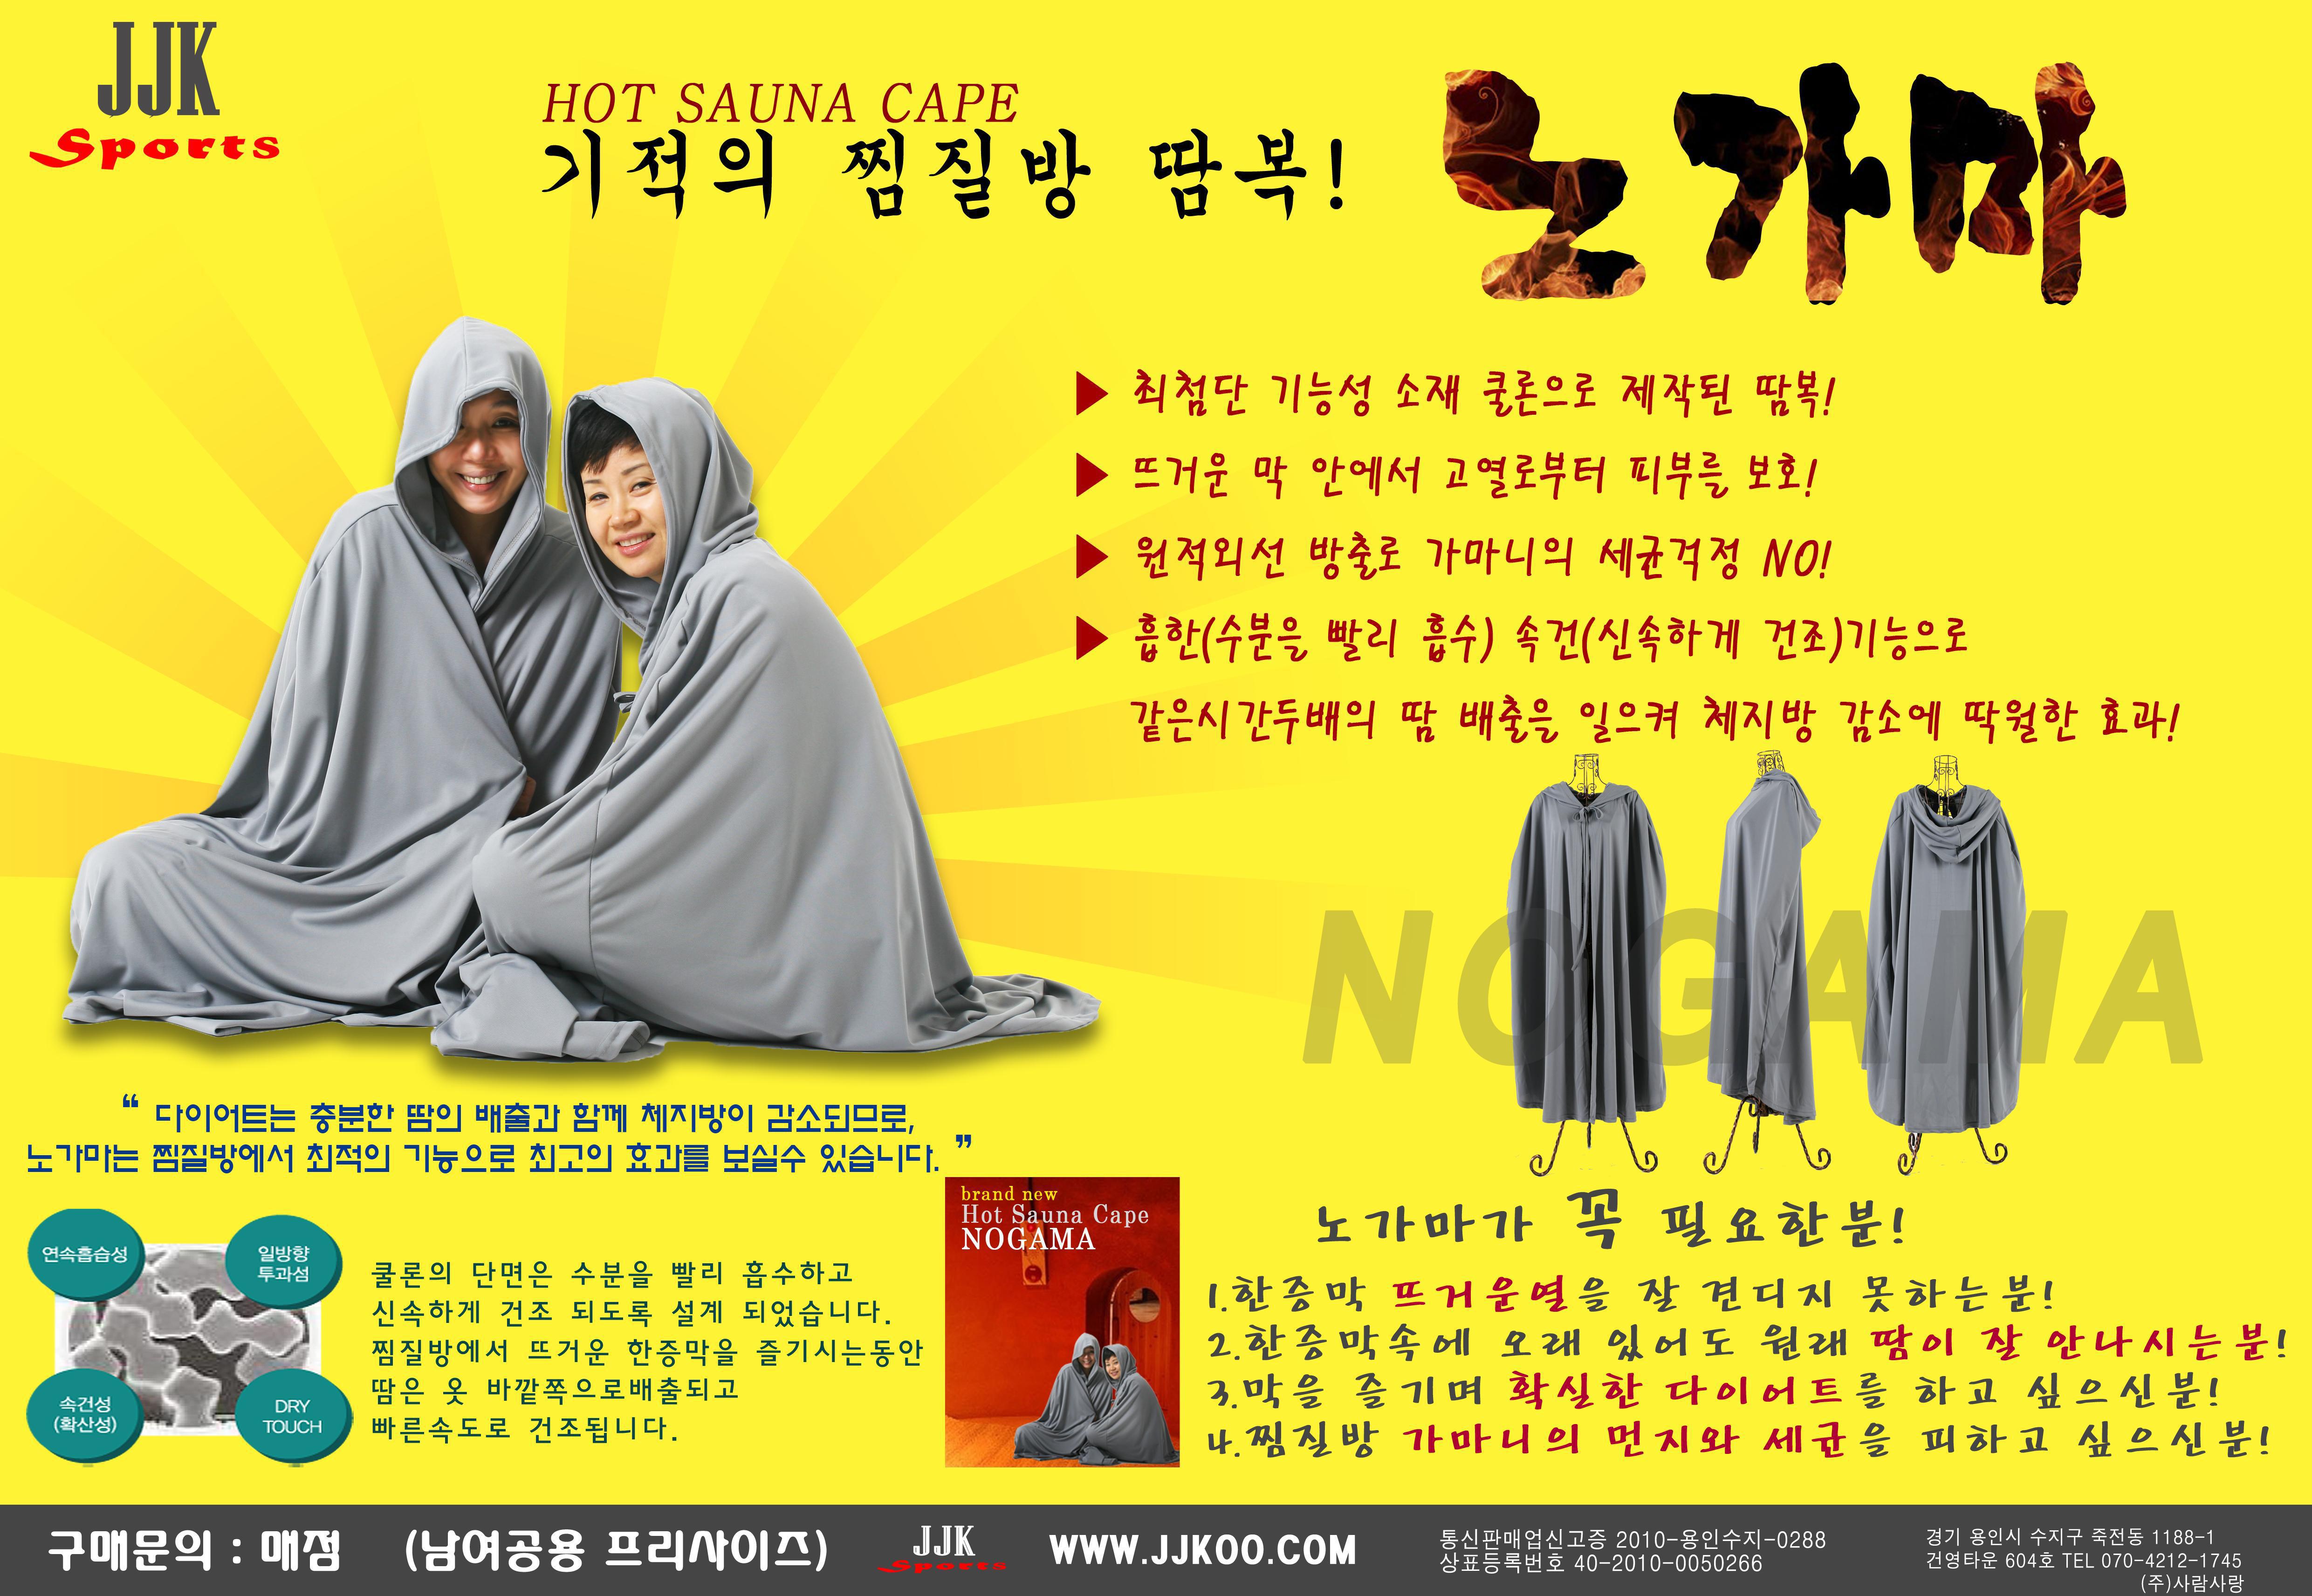 JJK
Sports
HOT SAUNA CAPE
기적의 찜질방 땀복!
노가마
최첨단 기능성 소재 쿨론으로 제작된 땀복!
뜨거운 막 안에서 고열로부터 피부를 보호!
원적외선 방출로 가마니의 세균걱정 NO!
흡한(수분을 빨리 흡수) 속건(신속하게 건조)기능으로
같은시간두배의 땀 배출을 일으켜 체지방 감소에 딱월한 효과!
NOGAMA
“ 다이어트는 충분한 땀의 배출과 함께 체지방이 감소되므로,
노가마는 찜질방에서 최적의 기능으로 최고의 효과를 보실수 있습니다. ”
연속흡습성
일방향
투과섬
속건성
(확산성)
DRY
TOUCH
쿨론의 단면은 수분을 빨리 흡수하고
신속하게 건조 되도록 설계 되었습니다.
찜질방에서 뜨거운 한증막을 즐기시는동안
땀은 옷 바깥쪽으로배출되고
빠른속도로 건조됩니다.
brand new
Hot Sauna Cape
NOGAMA
노가마가 꼭 필요한분!
1.한증막 뜨거운열을 잘 견디지 못하는분!
2.한증막속에 오래 있어도 원래 땀이 잘 안나시는분!
3.막을 즐기며 확실한 다이어트를 하고 싶으신분!
4.찜질방 가마니의 먼지와 세균을 피하고 싶으신분!
구매문의 : 매점 (남여공용 프리사이즈)
JJK
Sports
WWW.JJKOO.COM
통신판매업신고증 2010-용인수지-0288
상표등록번호 40-2010-0050266
경기 용인시 수지구 죽전동 1188-1
건영타운 604호 TEL 070-4212-1745
(주)사람사랑